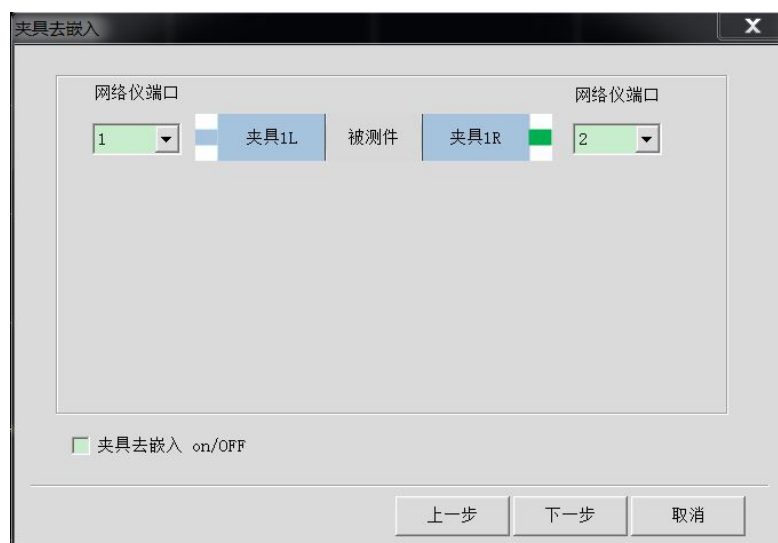 夹具去嵌入
X
网络仪端口 网络仪端口
1 夹具1L 被测件 夹具1R 2
夹具去嵌入 on/OFF
上一步 下一步 取消